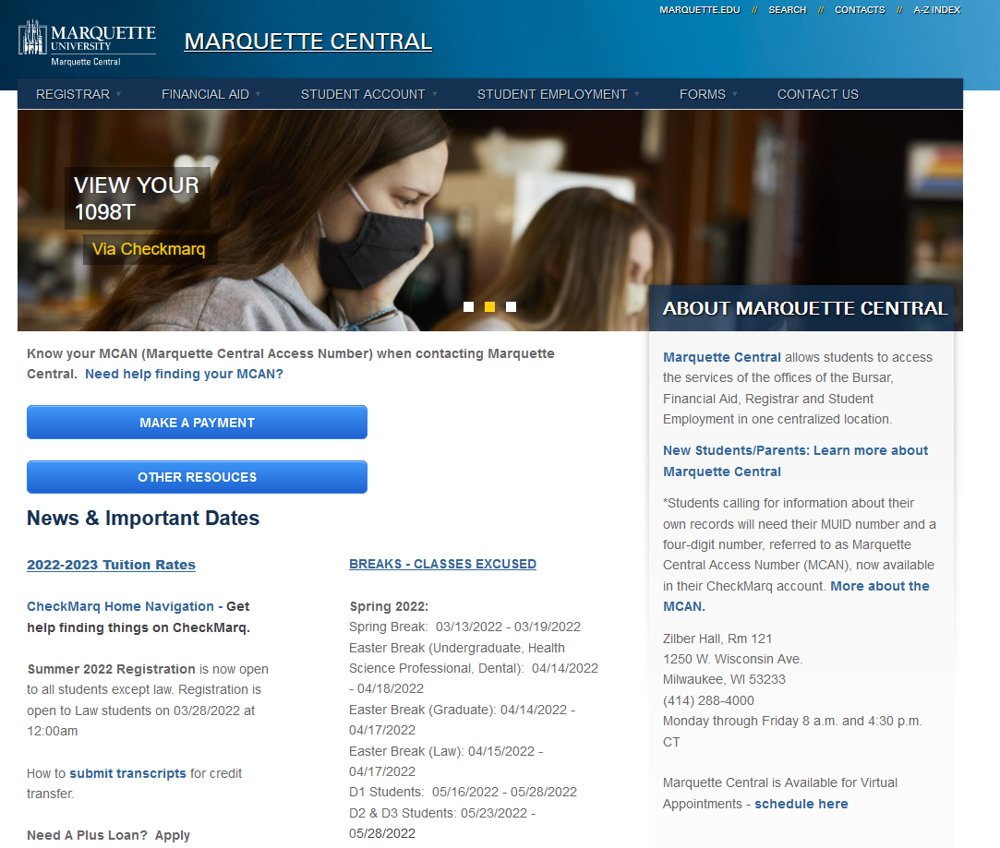 MARQUETTE.EDU // SEARCH // CONTACTS // A-Z INDEX
MARQUETTE
UNIVERSITY
Marquette Central
MARQUETTE CENTRAL
REGISTRAR
FINANCIAL AID
STUDENT ACCOUNT
STUDENT EMPLOYMENT
FORMS
CONTACT US
VIEW YOUR
1098T
Via Checkmarq
Know your MCAN (Marquette Central Access Number) when contacting Marquette
Central. Need help finding your MCAN?
MAKE A PAYMENT
OTHER RESOUCES
News & Important Dates
2022-2023 Tuition Rates
CheckMarq Home Navigation - Get
help finding things on CheckMarq.
Summer 2022 Registration is now open
to all students except law. Registration is
open to Law students on 03/28/2022 at
12:00am
How to submit transcripts for credit
transfer.
Need A Plus Loan? Apply
BREAKS - CLASSES EXCUSED
Spring 2022:
Spring Break: 03/13/2022 - 03/19/2022
Easter Break (Undergraduate, Health
Science Professional, Dental): 04/14/2022
- 04/18/2022
Easter Break (Graduate): 04/14/2022 -
04/17/2022
Easter Break (Law): 04/15/2022 -
04/17/2022
D1 Students: 05/16/2022 - 05/28/2022
D2 & D3 Students: 05/23/2022 -
05/28/2022
ABOUT MARQUETTE CENTRAL
Marquette Central allows students to access
the services of the offices of the Bursar,
Financial Aid, Registrar and Student
Employment in one centralized location.
New Students/Parents: Learn more about
Marquette Central
*Students calling for information about their
own records will need their MUID number and a
four-digit number, referred to as Marquette
Central Access Number (MCAN), now available
in their CheckMarq account. More about the
MCAN.
Zilber Hall, Rm 121
1250 W. Wisconsin Ave.
Milwaukee, WI 53233
(414) 288-4000
Monday through Friday 8 a.m. and 4:30 p.m.
CT
Marquette Central is Available for Virtual
Appointments - schedule here